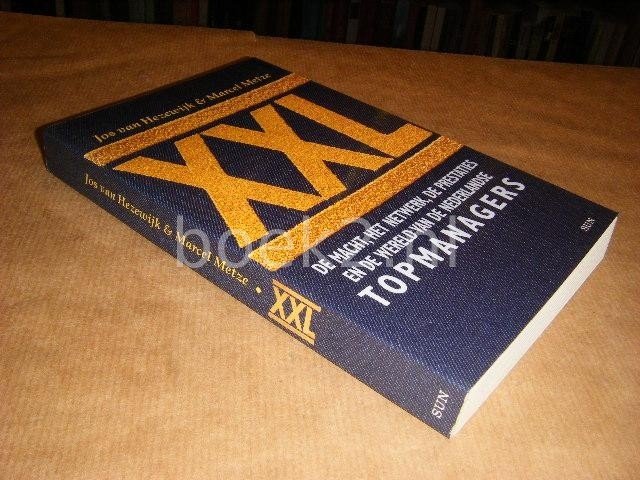 Jos van Hezewijk & Marcel Metze
XXL
DE MACHT, HET NETWERK, DE PRESTATIES
EN DE WERELD VAN DE NEDERLANDSE
TOPMANAGERS
SUN
Jos van Hezewijk & Marcel Metze • XXL
SUN